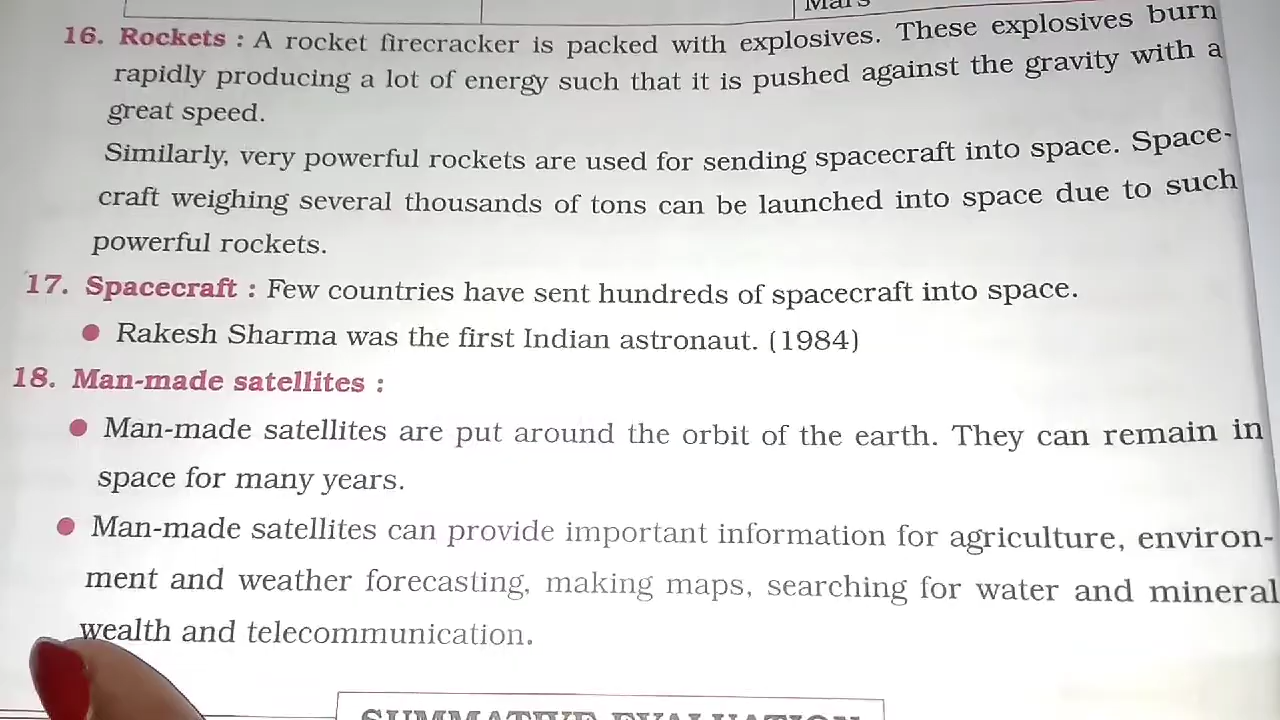 Mars
16. Rockets : A rocket firecracker is packed with explosives. These explosives burn
rapidly producing a lot of energy such that it is pushed against the gravity with a
great speed.
Similarly, very powerful rockets are used for sending spacecraft into space. Space-
craft weighing several thousands of tons can be launched into space due to such
powerful rockets.
17. Spacecraft : Few countries have sent hundreds of spacecraft into space.
● Rakesh Sharma was the first Indian astronaut. (1984)
18. Man-made satellites :
● Man-made satellites are put around the orbit of the earth. They can remain in
space for many years.
● Man-made satellites can provide important information for agriculture, environ-
ment and weather forecasting, making maps, searching for water and mineral
wealth and telecommunication.
SUMMATIVE EVALUATION